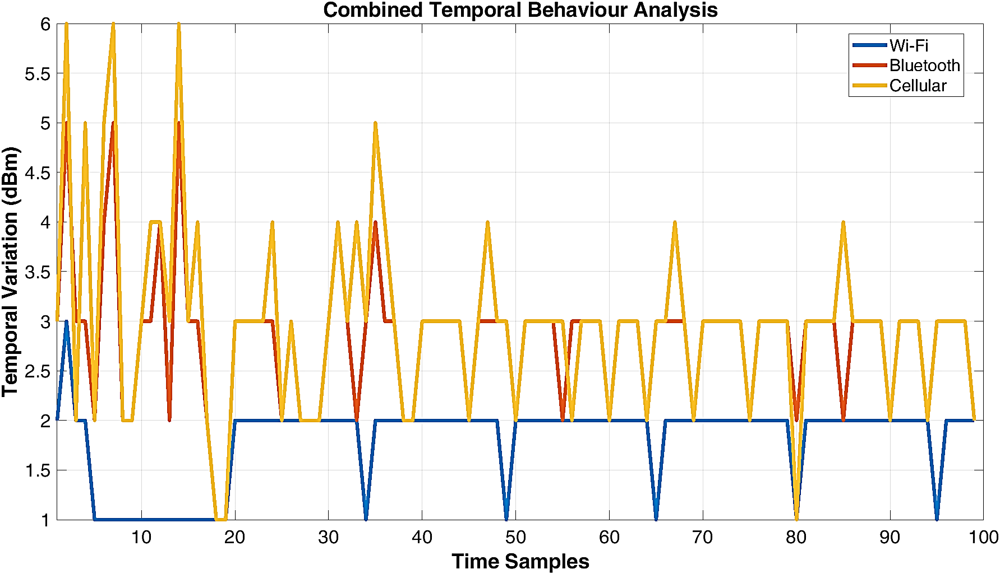 Combined Temporal Behaviour Analysis
Temporal Variation (dBm)
6
5.5
5
4.5
4
3.5
3
2.5
2
1.5
1
Wi-Fi
Bluetooth
Cellular
10 20 30 40 50 60 70 80 90 100
Time Samples